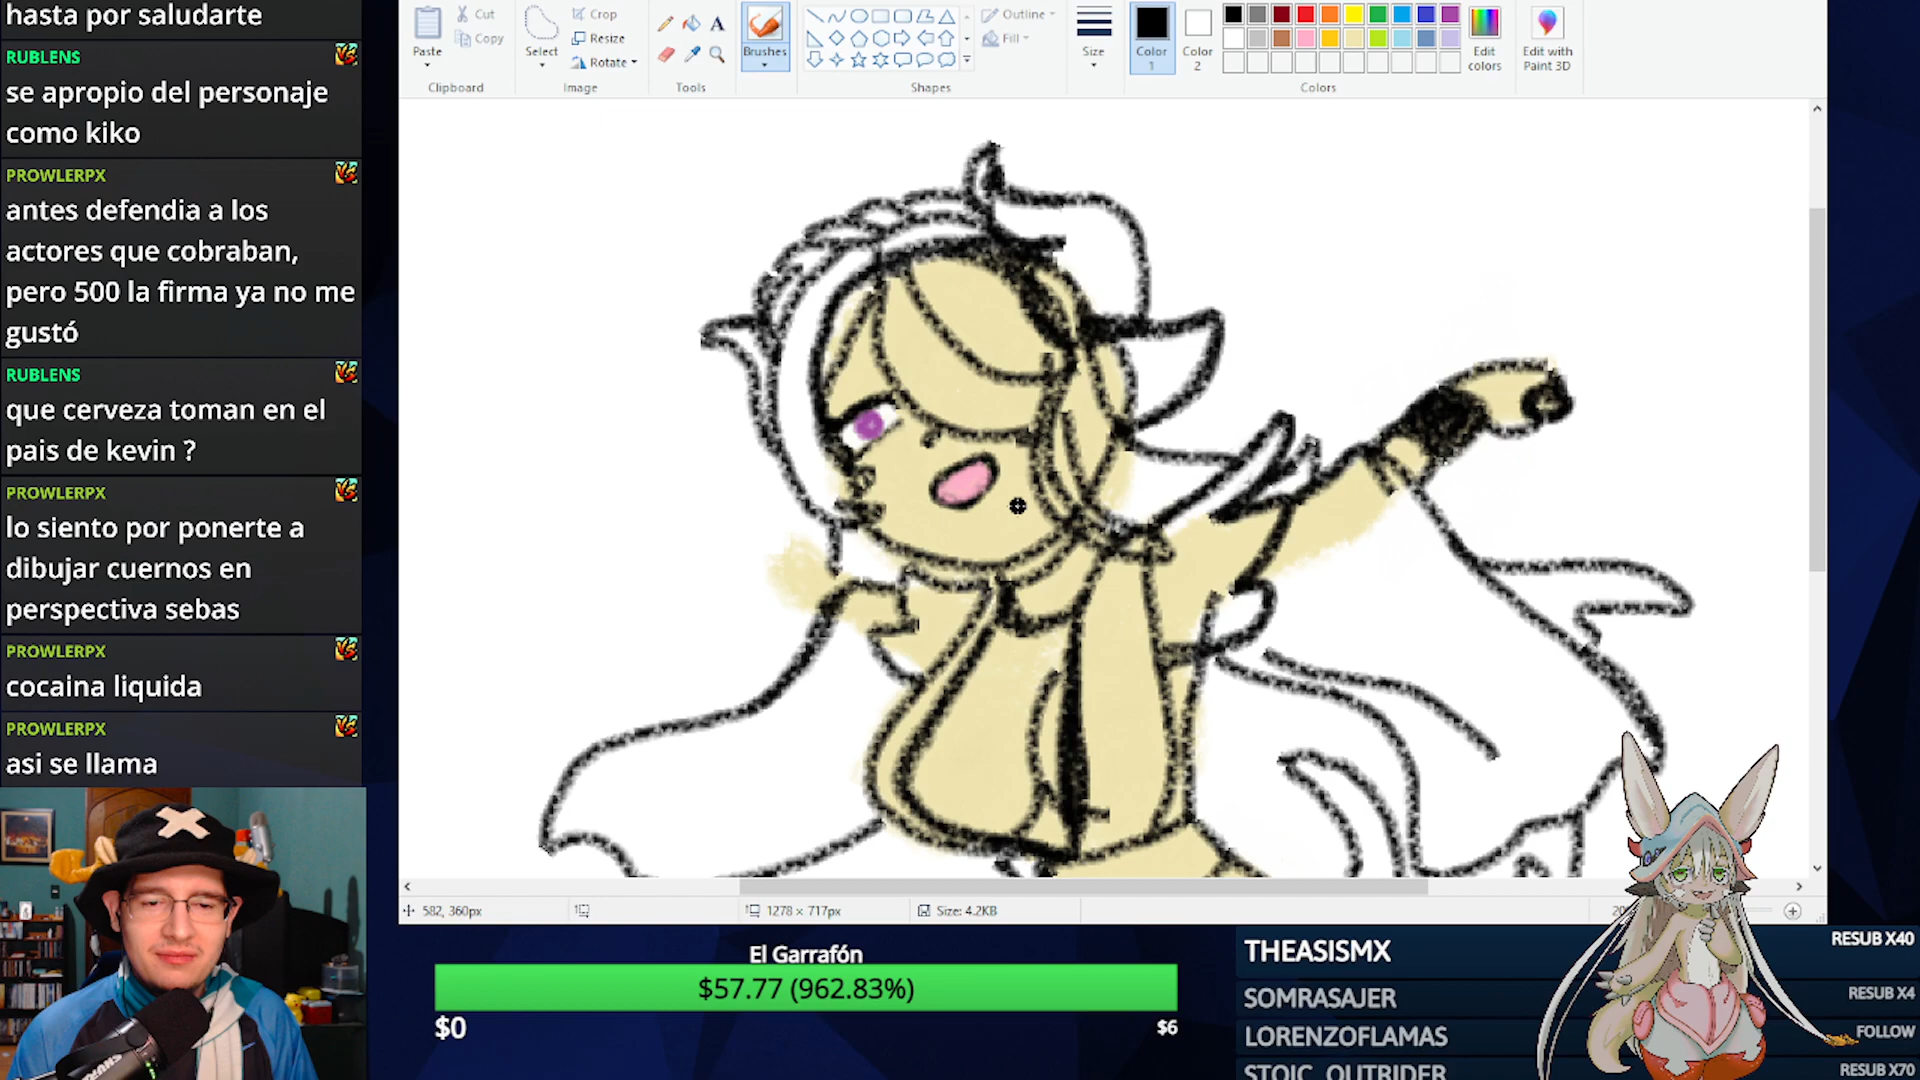 hasta por saludarte
RUBLENS
se apropio del personaje
como kiko
PROWLERPX
antes defendia a los
actores que cobraban,
pero 500 la firma ya no me
gustó
RUBLENS
que cerveza toman en el
pais de kevin ?
PROWLERPX
lo siento por ponerte a
dibujar cuernos en
perspectiva sebas
PROWLERPX
cocaina liquida
PROWLERPX
asi se llama
Paste
Cut
Copy
Clipboard
Select
Crop
Resize
Rotate
Image
Tools
Brushes
Shapes
Outline
Fill
Size
Color
1
Color
2
Colors
Edit
colors
Edit with
Paint 3D
582, 360px
1278 × 717px
Size: 4.2KB
El Garrafón
$57.77 (962.83%)
$0
$6
THEASISMX
RESUB X40
SOMRASAJER
RESUB X4
LORENZOFLAMAS
FOLLOW
STOIC_OUTRIDER
RESUB X70